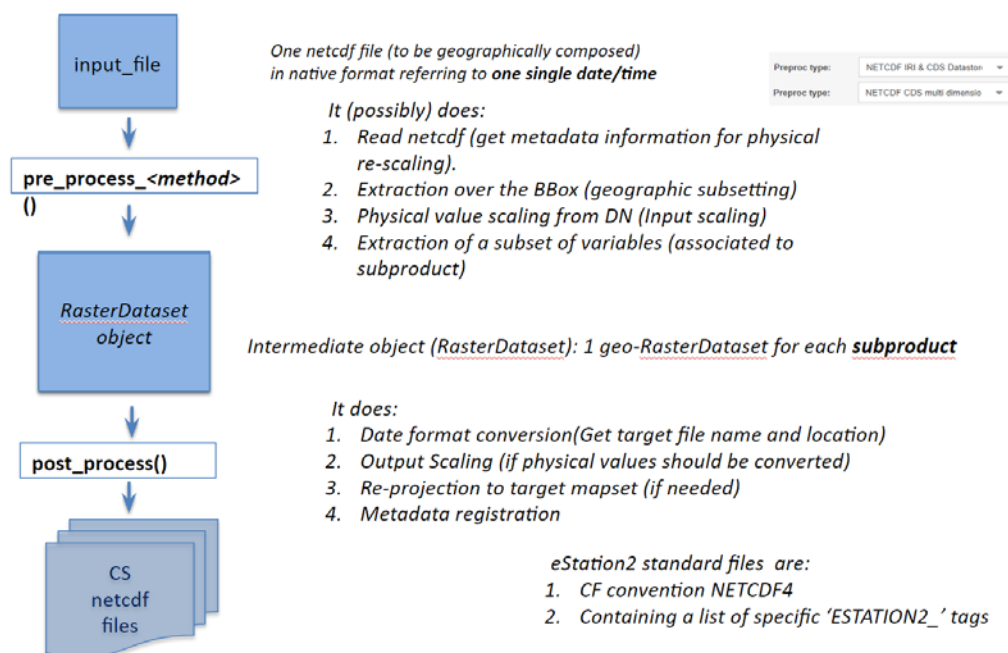 input_file
One netcdf file (to be geographically composed)
in native format referring to one single date/time
Preproc type: NETCDF IRI & CDS Datastor
Preproc type: NETCDF CDS multi dimensio
It (possibly) does:
1. Read netcdf (get metadata information for physical
re-scaling).
2. Extraction over the BBox (geographic subsetting)
3. Physical value scaling from DN (Input scaling)
4. Extraction of a subset of variables (associated to
subproduct)
pre_process_<method>
()
RasterDataset
object
Intermediate object (RasterDataset): 1 geo-RasterDataset for each subproduct
It does:
1. Date format conversion(Get target file name and location)
2. Output Scaling (if physical values should be converted)
3. Re-projection to target mapset (if needed)
4. Metadata registration
post_process()
CS
netcdf
files
eStation2 standard files are:
1. CF convention NETCDF4
2. Containing a list of specific ‘ESTATION2_’ tags